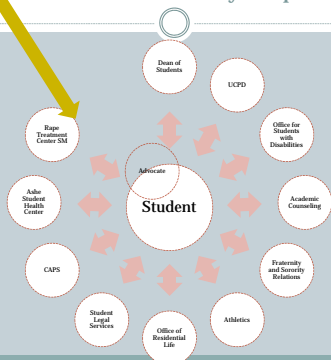 Dean of
Students
UCPD
Office for
Students
with
Disabilities
Academic
Counseling
Fraternity
and Sorority
Relations
Athletics
Office of
Residential
Life
Student
Legal
Services
CAPS
Ashe
Student
Health
Center
Rape
Treatment
Center SM
Advocate
Student